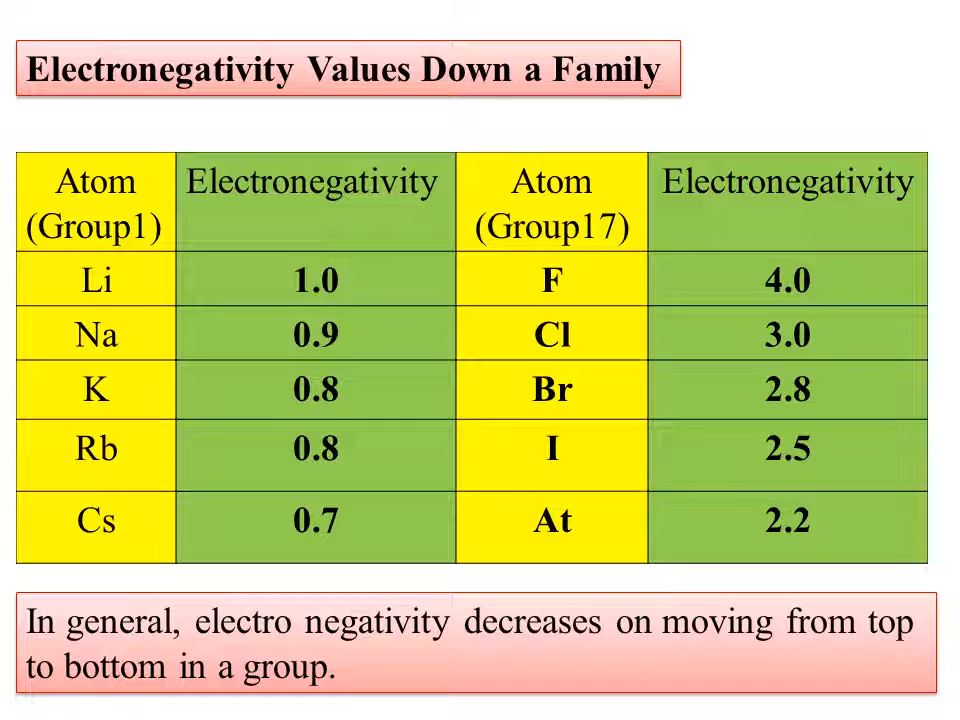 Electronegativity Values Down a Family
Atom (Group1) Electronegativity Atom (Group17) Electronegativity
Li 1.0 F 4.0
Na 0.9 Cl 3.0
K 0.8 Br 2.8
Rb 0.8 I 2.5
Cs 0.7 At 2.2
In general, electro negativity decreases on moving from top
to bottom in a group.